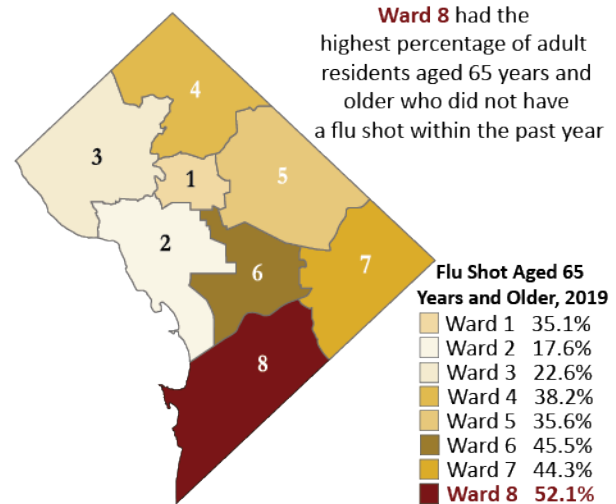 Ward 8 had the
highest percentage of adult
residents aged 65 years and
older who did not have
a flu shot within the past year
4
3
1
5
2
6
7
8
Flu Shot Aged 65
Years and Older, 2019
Ward 1 35.1%
Ward 2 17.6%
Ward 3 22.6%
Ward 4 38.2%
Ward 5 35.6%
Ward 6 45.5%
Ward 7 44.3%
Ward 8 52.1%